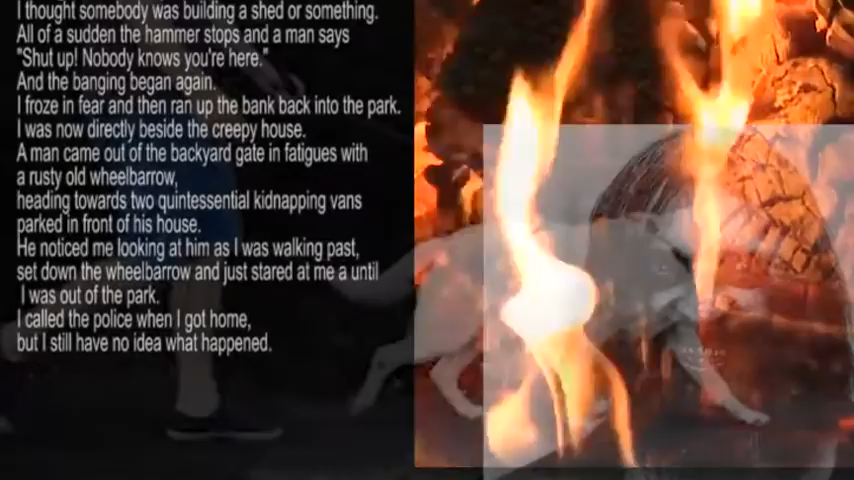 I thought somebody was building a shed or something.
All of a sudden the hammer stops and a man says
"Shut up! Nobody knows you're here."
And the banging began again.
I froze in fear and then ran up the bank back into the park.
I was now directly beside the creepy house.
A man came out of the backyard gate in fatigues with
a rusty old wheelbarrow,
heading towards two quintessential kidnapping vans
parked in front of his house.
He noticed me looking at him as I was walking past,
set down the wheelbarrow and just stared at me a until
I was out of the park.
I called the police when I got home,
but I still have no idea what happened.